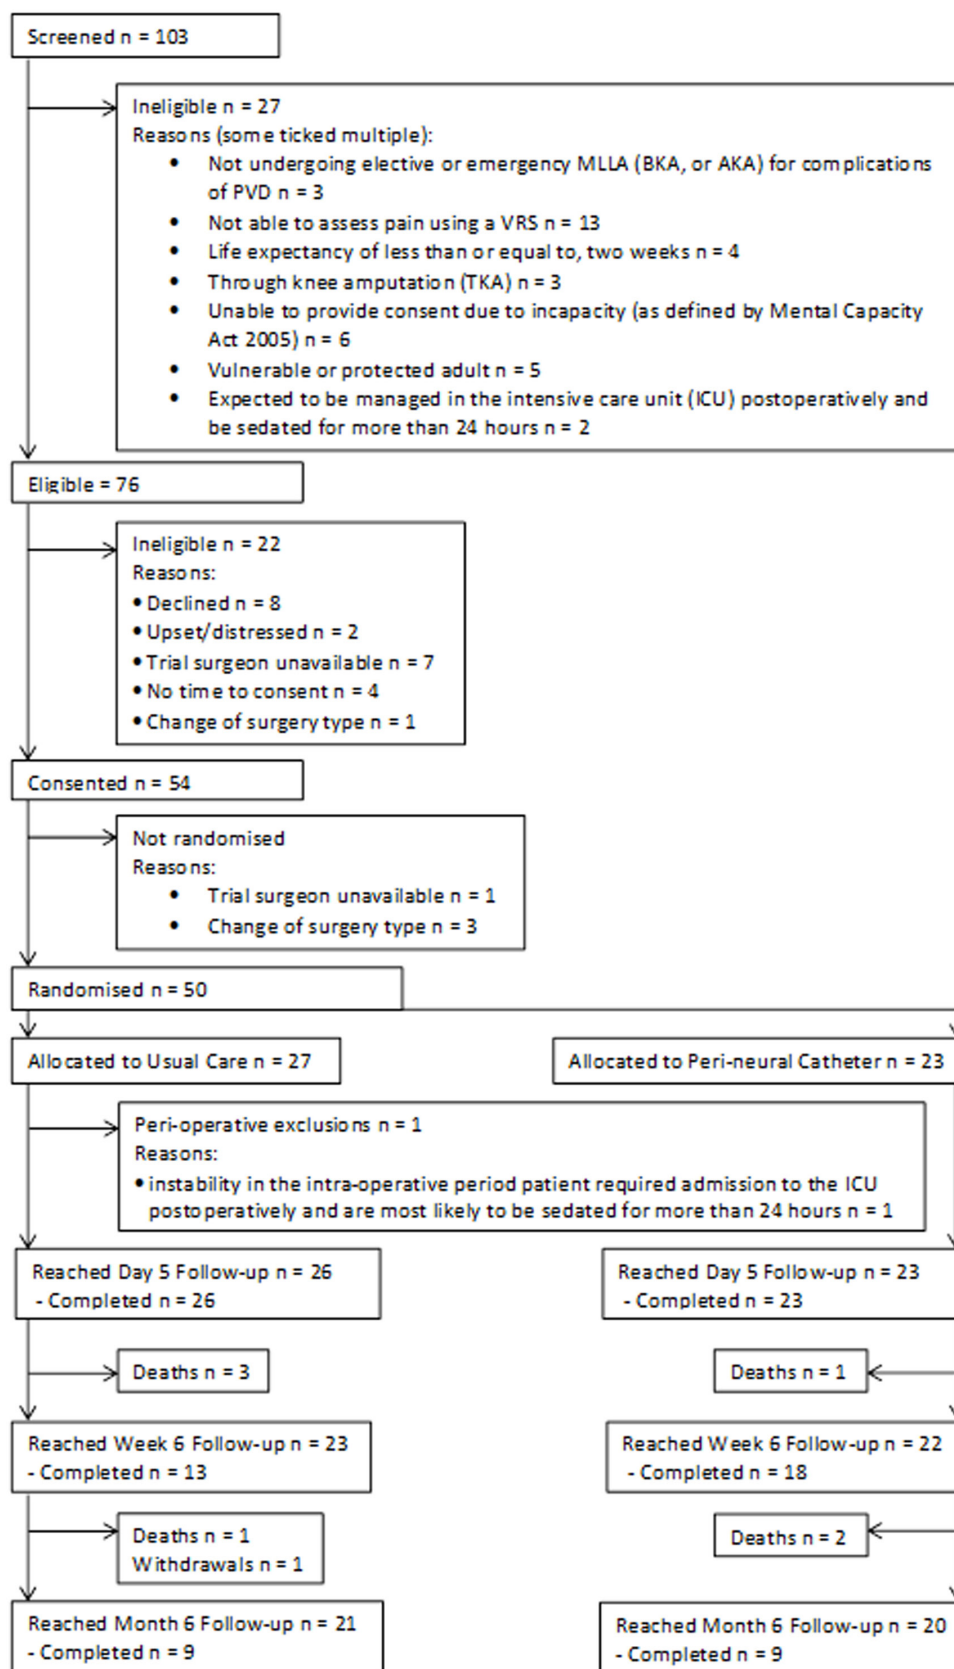 Screened n = 103
Ineligible n = 27
Reasons (some ticked multiple):
• Not undergoing elective or emergency MLLA (BKA, or AKA) for complications
of PVD n = 3
• Not able to assess pain using a VRS n = 13
• Life expectancy of less than or equal to, two weeks n = 4
• Through knee amputation (TKA) n = 3
• Unable to provide consent due to incapacity (as defined by Mental Capacity
Act 2005) n = 6
• Vulnerable or protected adult n = 5
• Expected to be managed in the intensive care unit (ICU) postoperatively and
be sedated for more than 24 hours n = 2
Eligible = 76
Ineligible n = 22
Reasons:
• Declined n = 8
• Upset/distressed n = 2
• Trial surgeon unavailable n = 7
• No time to consent n = 4
• Change of surgery type n = 1
Consented n = 54
Not randomised
Reasons:
• Trial surgeon unavailable n = 1
• Change of surgery type n = 3
Randomised n = 50
Allocated to Usual Care n = 27
Allocated to Peri-neural Catheter n = 23
Peri-operative exclusions n = 1
Reasons:
• instability in the intra-operative period patient required admission to the ICU
postoperatively and are most likely to be sedated for more than 24 hours n = 1
Reached Day 5 Follow-up n = 26
- Completed n = 26
Reached Day 5 Follow-up n = 23
- Completed n = 23
Deaths n = 3
Deaths n = 1
Reached Week 6 Follow-up n = 23
- Completed n = 13
Reached Week 6 Follow-up n = 22
- Completed n = 18
Deaths n = 1
Withdrawals n = 1
Deaths n = 2
Reached Month 6 Follow-up n = 21
- Completed n = 9
Reached Month 6 Follow-up n = 20
- Completed n = 9